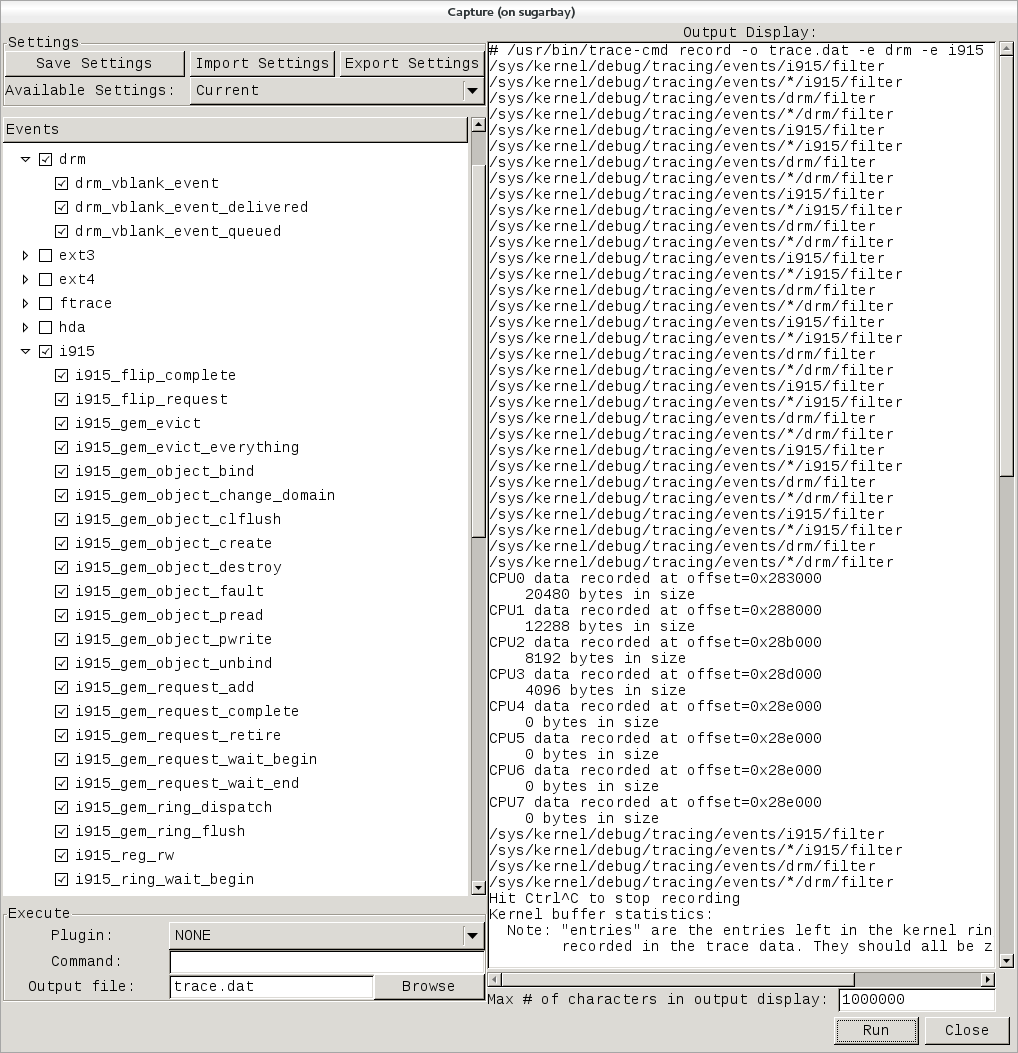 Capture (on sugarbay)
Settings
Save Settings
Import Settings
Export Settings
Available Settings:
Current
Events
drm
drm_vblank_event
drm_vblank_event_delivered
drm_vblank_event_queued
ext3
ext4
ftrace
hda
i915
i915_flip_complete
i915_flip_request
i915_gem_evict
i915_gem_evict_everything
i915_gem_object_bind
i915_gem_object_change_domain
i915_gem_object_clflush
i915_gem_object_create
i915_gem_object_destroy
i915_gem_object_fault
i915_gem_object_pread
i915_gem_object_pwrite
i915_gem_object_unbind
i915_gem_request_add
i915_gem_request_complete
i915_gem_request_retire
i915_gem_request_wait_begin
i915_gem_request_wait_end
i915_gem_ring_dispatch
i915_gem_ring_flush
i915_reg_rw
i915_ring_wait_begin
Execute
Plugin:
NONE
Command:
Output file:
trace.dat
Browse
Output Display:
# /usr/bin/trace-cmd record -o trace.dat -e drm -e i915
/sys/kernel/debug/tracing/events/i915/filter
/sys/kernel/debug/tracing/events/*/i915/filter
/sys/kernel/debug/tracing/events/drm/filter
/sys/kernel/debug/tracing/events/*/drm/filter
/sys/kernel/debug/tracing/events/i915/filter
/sys/kernel/debug/tracing/events/*/i915/filter
/sys/kernel/debug/tracing/events/drm/filter
/sys/kernel/debug/tracing/events/*/drm/filter
/sys/kernel/debug/tracing/events/i915/filter
/sys/kernel/debug/tracing/events/*/i915/filter
/sys/kernel/debug/tracing/events/drm/filter
/sys/kernel/debug/tracing/events/*/drm/filter
/sys/kernel/debug/tracing/events/i915/filter
/sys/kernel/debug/tracing/events/*/i915/filter
/sys/kernel/debug/tracing/events/drm/filter
/sys/kernel/debug/tracing/events/*/drm/filter
/sys/kernel/debug/tracing/events/i915/filter
/sys/kernel/debug/tracing/events/*/i915/filter
/sys/kernel/debug/tracing/events/drm/filter
/sys/kernel/debug/tracing/events/*/drm/filter
/sys/kernel/debug/tracing/events/i915/filter
/sys/kernel/debug/tracing/events/*/i915/filter
/sys/kernel/debug/tracing/events/drm/filter
/sys/kernel/debug/tracing/events/*/drm/filter
/sys/kernel/debug/tracing/events/i915/filter
/sys/kernel/debug/tracing/events/*/i915/filter
/sys/kernel/debug/tracing/events/drm/filter
/sys/kernel/debug/tracing/events/*/drm/filter
/sys/kernel/debug/tracing/events/i915/filter
/sys/kernel/debug/tracing/events/*/i915/filter
/sys/kernel/debug/tracing/events/drm/filter
/sys/kernel/debug/tracing/events/*/drm/filter
CPU0 data recorded at offset=0x283000
20480 bytes in size
CPU1 data recorded at offset=0x288000
12288 bytes in size
CPU2 data recorded at offset=0x28b000
8192 bytes in size
CPU3 data recorded at offset=0x28d000
4096 bytes in size
CPU4 data recorded at offset=0x28e000
0 bytes in size
CPU5 data recorded at offset=0x28e000
0 bytes in size
CPU6 data recorded at offset=0x28e000
0 bytes in size
CPU7 data recorded at offset=0x28e000
0 bytes in size
/sys/kernel/debug/tracing/events/i915/filter
/sys/kernel/debug/tracing/events/*/i915/filter
/sys/kernel/debug/tracing/events/drm/filter
/sys/kernel/debug/tracing/events/*/drm/filter
Hit Ctrl^C to stop recording
Kernel buffer statistics:
Note: "entries" are the entries left in the kernel rin
recorded in the trace data. They should all be z
Max # of characters in output display:
1000000
Run
Close